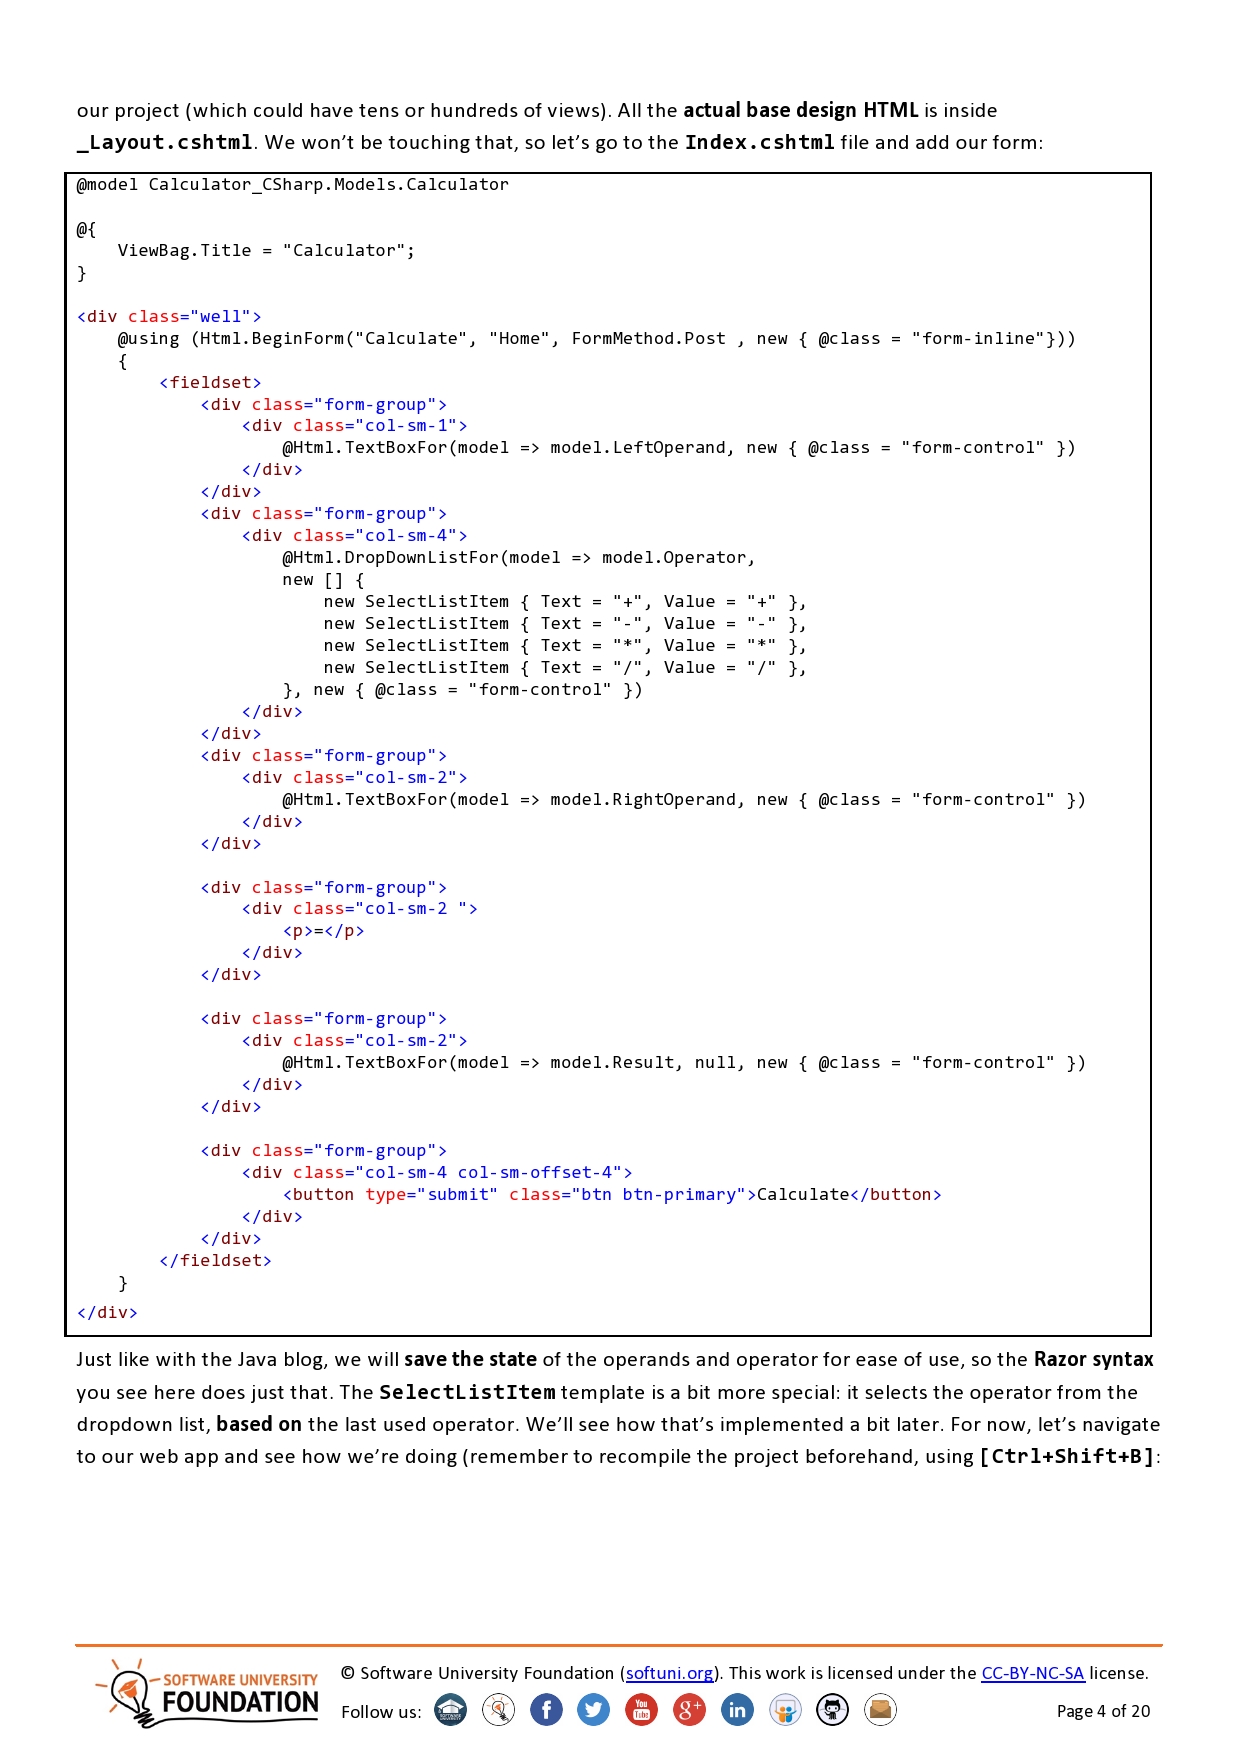 our project (which could have tens or hundreds of views). All the actual base design HTML is inside
_Layout.cshtml. We won’t be touching that, so let’s go to the Index.cshtml file and add our form:
@model Calculator_CSharp.Models.Calculator
@{
    ViewBag.Title = "Calculator";
}
<div class="well">
    @using (Html.BeginForm("Calculate", "Home", FormMethod.Post , new { @class = "form-inline"}))
    {
        <fieldset>
            <div class="form-group">
                <div class="col-sm-1">
                    @Html.TextBoxFor(model => model.LeftOperand, new { @class = "form-control" })
                </div>
            </div>
            <div class="form-group">
                <div class="col-sm-4">
                    @Html.DropDownListFor(model => model.Operator,
                    new [] {
                        new SelectListItem { Text = "+", Value = "+" },
                        new SelectListItem { Text = "-", Value = "-" },
                        new SelectListItem { Text = "*", Value = "*" },
                        new SelectListItem { Text = "/", Value = "/" },
                    }, new { @class = "form-control" })
                </div>
            </div>
            <div class="form-group">
                <div class="col-sm-2">
                    @Html.TextBoxFor(model => model.RightOperand, new { @class = "form-control" })
                </div>
            </div>
            <div class="form-group">
                <div class="col-sm-2 ">
                    <p>=</p>
                </div>
            </div>
            <div class="form-group">
                <div class="col-sm-2">
                    @Html.TextBoxFor(model => model.Result, null, new { @class = "form-control" })
                </div>
            </div>
            <div class="form-group">
                <div class="col-sm-4 col-sm-offset-4">
                    <button type="submit" class="btn btn-primary">Calculate</button>
                </div>
            </div>
        </fieldset>
    }
</div>
Just like with the Java blog, we will save the state of the operands and operator for ease of use, so the Razor syntax
you see here does just that. The SelectListItem template is a bit more special: it selects the operator from the
dropdown list, based on the last used operator. We’ll see how that’s implemented a bit later. For now, let’s navigate
to our web app and see how we’re doing (remember to recompile the project beforehand, using [Ctrl+Shift+B]:
SOFTWARE UNIVERSITY
FOUNDATION
© Software University Foundation (softuni.org). This work is licensed under the CC-BY-NC-SA license.
Follow us:
f
You
Tube
g+
in
Page 4 of 20